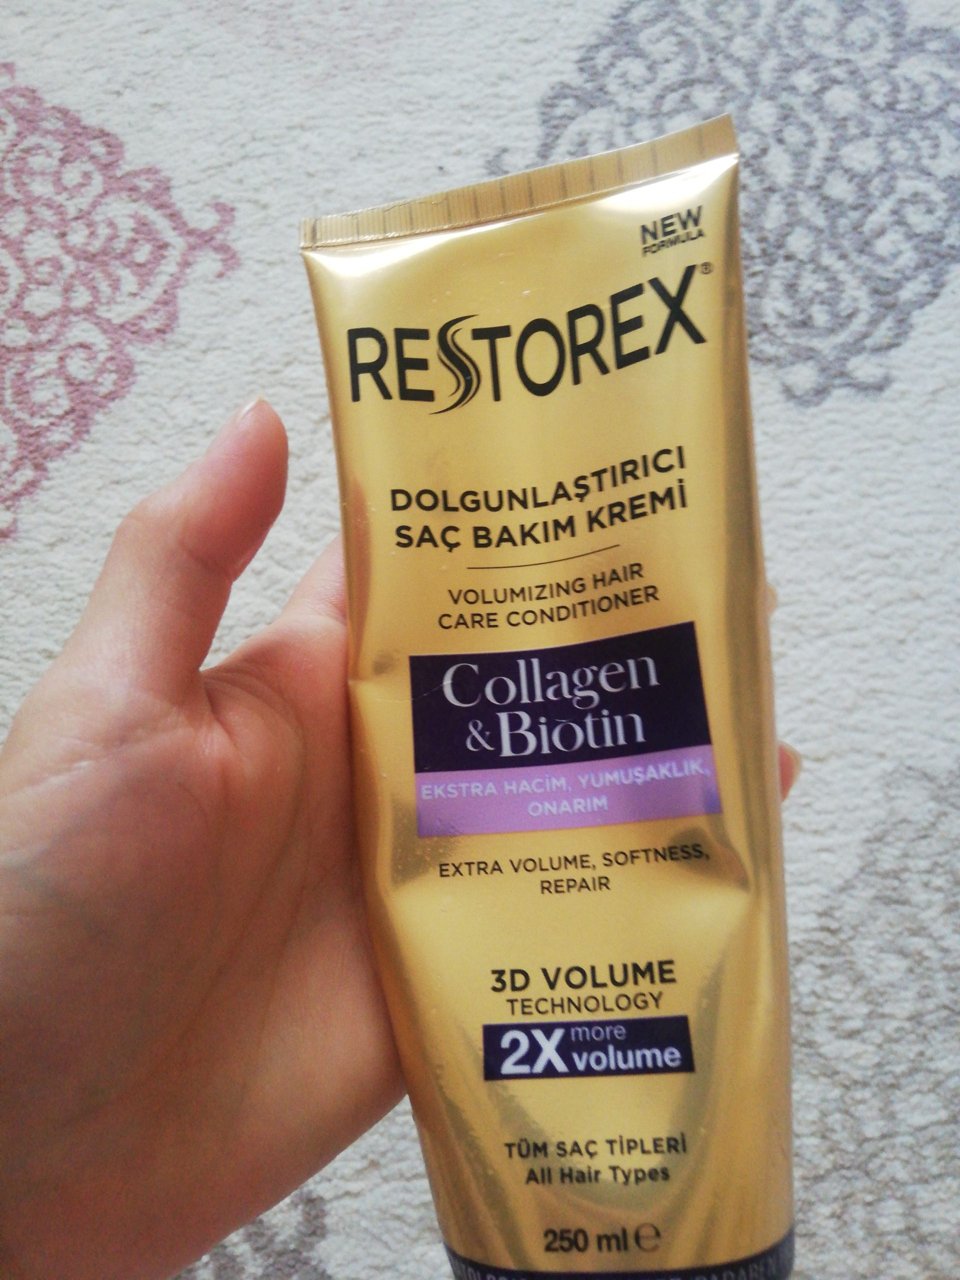 NEW
FORMULA
RESTOREX®
DOLGUNLAŞTIRICI
SAÇ BAKIM KREMİ
VOLUMIZING HAIR
CARE CONDITIONER
Collagen
& Biōtin
EKSTRA HACİM, YUMUŞAKLIK,
ONARIM
EXTRA VOLUME, SOFTNESS,
REPAIR
3D VOLUME
TECHNOLOGY
2X more
volume
TÜM SAÇ TİPLERİ
All Hair Types
250 ml ℮